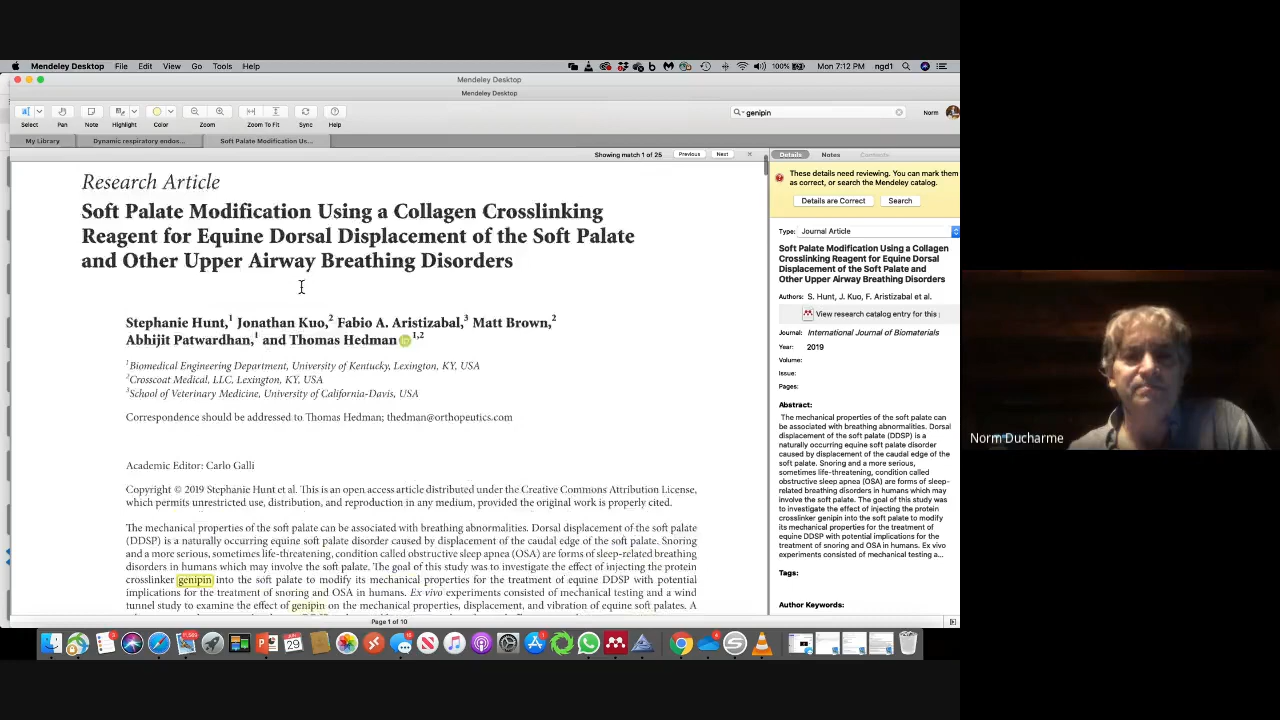 Mendeley Desktop File Edit View Go Tools Help
100% Mon 7:12 PM ngd1
Mendeley Desktop
Mendeley Desktop
genipin
Norm
Select Pan Note Highlight Color Zoom Zoom To Fit Sync Help
My Library Dynamic respiratory endos... Soft Palate Modification Us...
Showing match 1 of 25 Previous Next
Research Article
Soft Palate Modification Using a Collagen Crosslinking
Reagent for Equine Dorsal Displacement of the Soft Palate
and Other Upper Airway Breathing Disorders
Stephanie Hunt,1 Jonathan Kuo,2 Fabio A. Aristizabal,3 Matt Brown,2
Abhijit Patwardhan,1 and Thomas Hedman iD 1,2
1Biomedical Engineering Department, University of Kentucky, Lexington, KY, USA
2Crosscoat Medical, LLC, Lexington, KY, USA
3School of Veterinary Medicine, University of California-Davis, USA
Correspondence should be addressed to Thomas Hedman; thedman@orthopeutics.com
Academic Editor: Carlo Galli
Copyright © 2019 Stephanie Hunt et al. This is an open access article distributed under the Creative Commons Attribution License,
which permits unrestricted use, distribution, and reproduction in any medium, provided the original work is properly cited.
The mechanical properties of the soft palate can be associated with breathing abnormalities. Dorsal displacement of the soft palate
(DDSP) is a naturally occurring equine soft palate disorder caused by displacement of the caudal edge of the soft palate. Snoring
and a more serious, sometimes life-threatening, condition called obstructive sleep apnea (OSA) are forms of sleep-related breathing
disorders in humans which may involve the soft palate. The goal of this study was to investigate the effect of injecting the protein
crosslinker genipin into the soft palate to modify its mechanical properties for the treatment of equine DDSP with potential
implications for the treatment of snoring and OSA in humans. Ex vivo experiments consisted of mechanical testing and a wind
tunnel study to examine the effect of genipin on the mechanical properties, displacement, and vibration of equine soft palates. A
Page 1 of 10
Details Notes Contents
These details need reviewing. You can mark them
as correct, or search the Mendeley catalog.
Details are Correct Search
Type: Journal Article
Soft Palate Modification Using a Collagen
Crosslinking Reagent for Equine Dorsal
Displacement of the Soft Palate and
Other Upper Airway Breathing Disorders
Authors: S. Hunt, J. Kuo, F. Aristizabal et al.
View research catalog entry for this
Journal: International Journal of Biomaterials
Year: 2019
Volume:
Issue:
Pages:
Abstract:
The mechanical properties of the soft palate can
be associated with breathing abnormalities. Dorsal
displacement of the soft palate (DDSP) is a
naturally occurring equine soft palate disorder
caused by displacement of the caudal edge of the
soft palate. Snoring and a more serious,
sometimes life-threatening, condition called
obstructive sleep apnea (OSA) are forms of sleep-
related breathing disorders in humans which may
involve the soft palate. The goal of this study was
to investigate the effect of injecting the protein
crosslinker genipin into the soft palate to modify
its mechanical properties for the treatment of
equine DDSP with potential implications for the
treatment of snoring and OSA in humans. Ex vivo
experiments consisted of mechanical testing a...
Tags:
Author Keywords:
Norm Ducharme